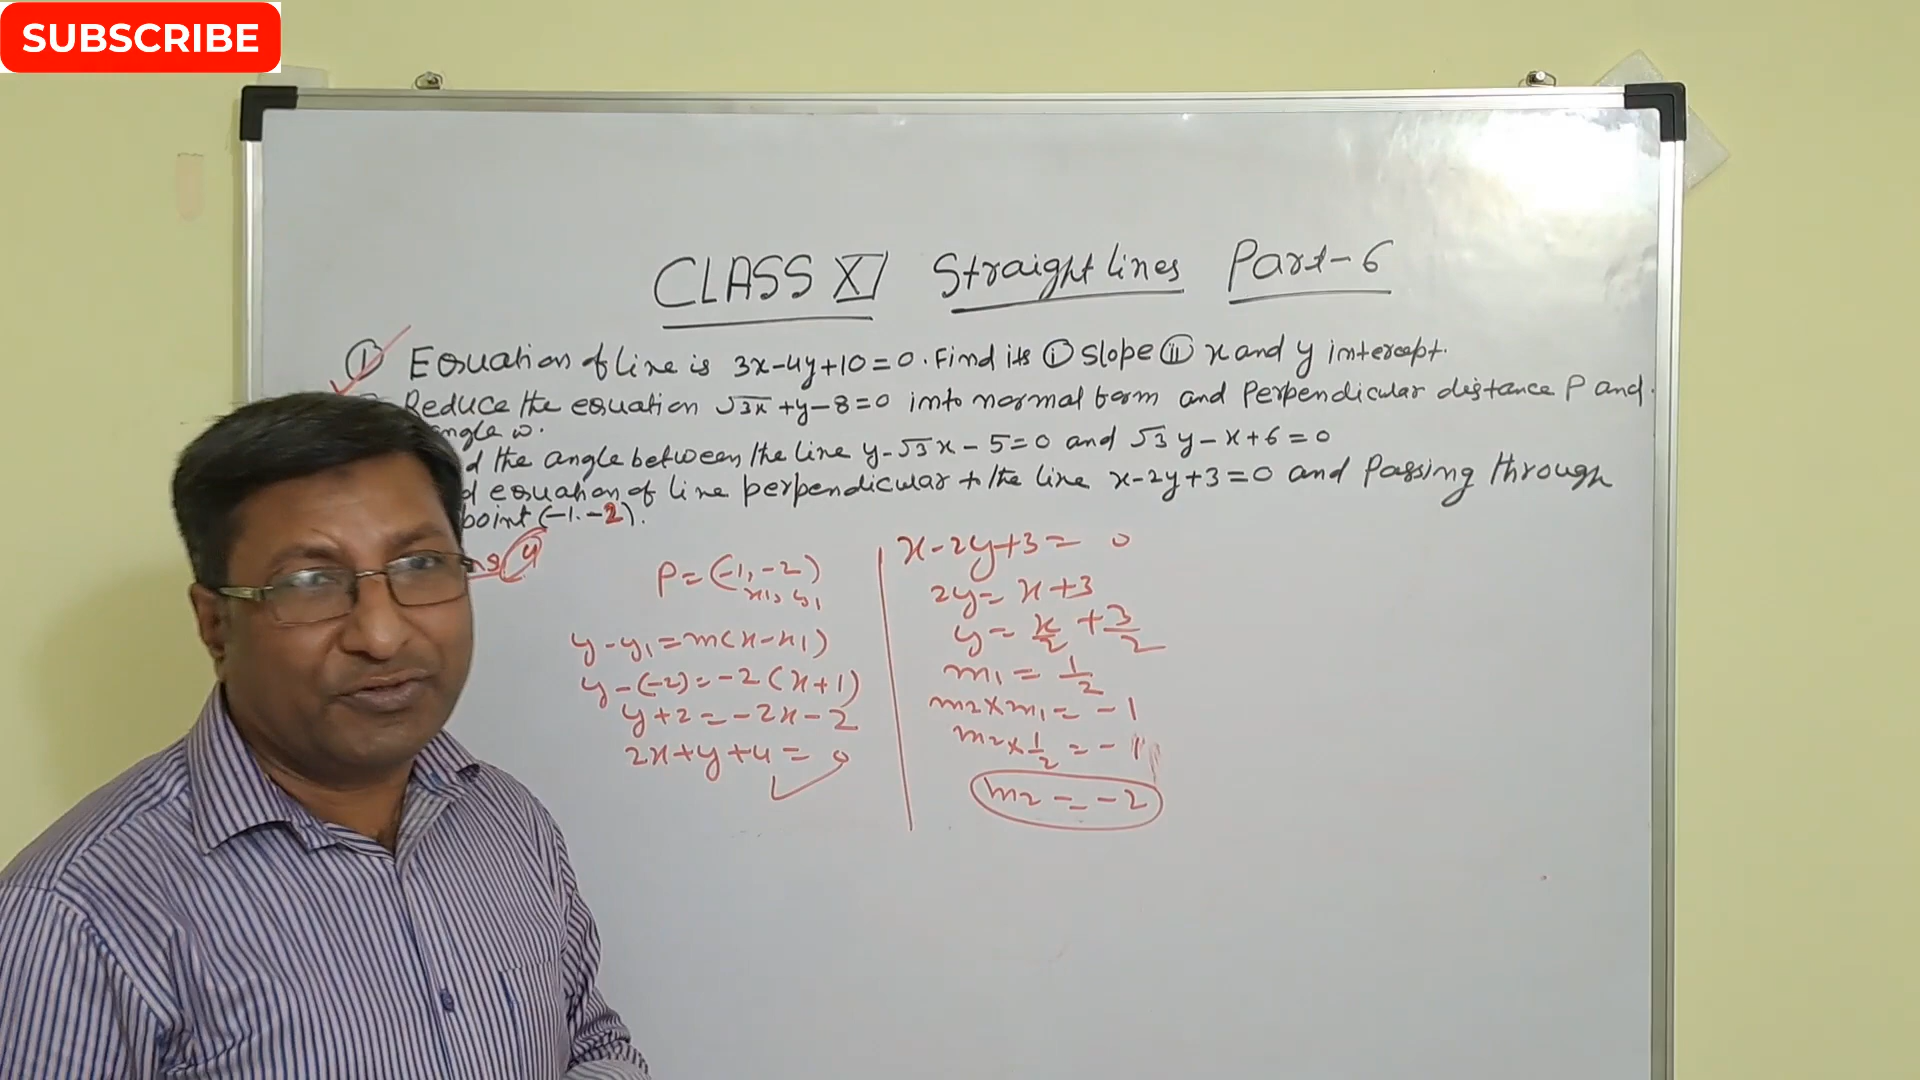 SUBSCRIBE
CLASS XI Straight lines Part-6
① Equation of line is 3x-4y+10=0. Find its ⓘ slope ⓘⓘ x and y intercept.
Reduce the equation √3x+y-8=0 into normal form and Perpendicular distance P and
angle ω.
the angle between the line y-√3x-5=0 and √3y-x+6=0
equation of line perpendicular to the line x-2y+3=0 and Passing through
point (-1,-2).
④
P=(-1,-2)
x1, y1
y-y1=m(x-x1)
y-(-2)=-2(x+1)
y+2=-2x-2
2x+y+4=0
x-2y+3=0
2y=x+3
y=x/2+3/2
m1=1/2
m2×m1=-1
m2×1/2=-1
m2=-2